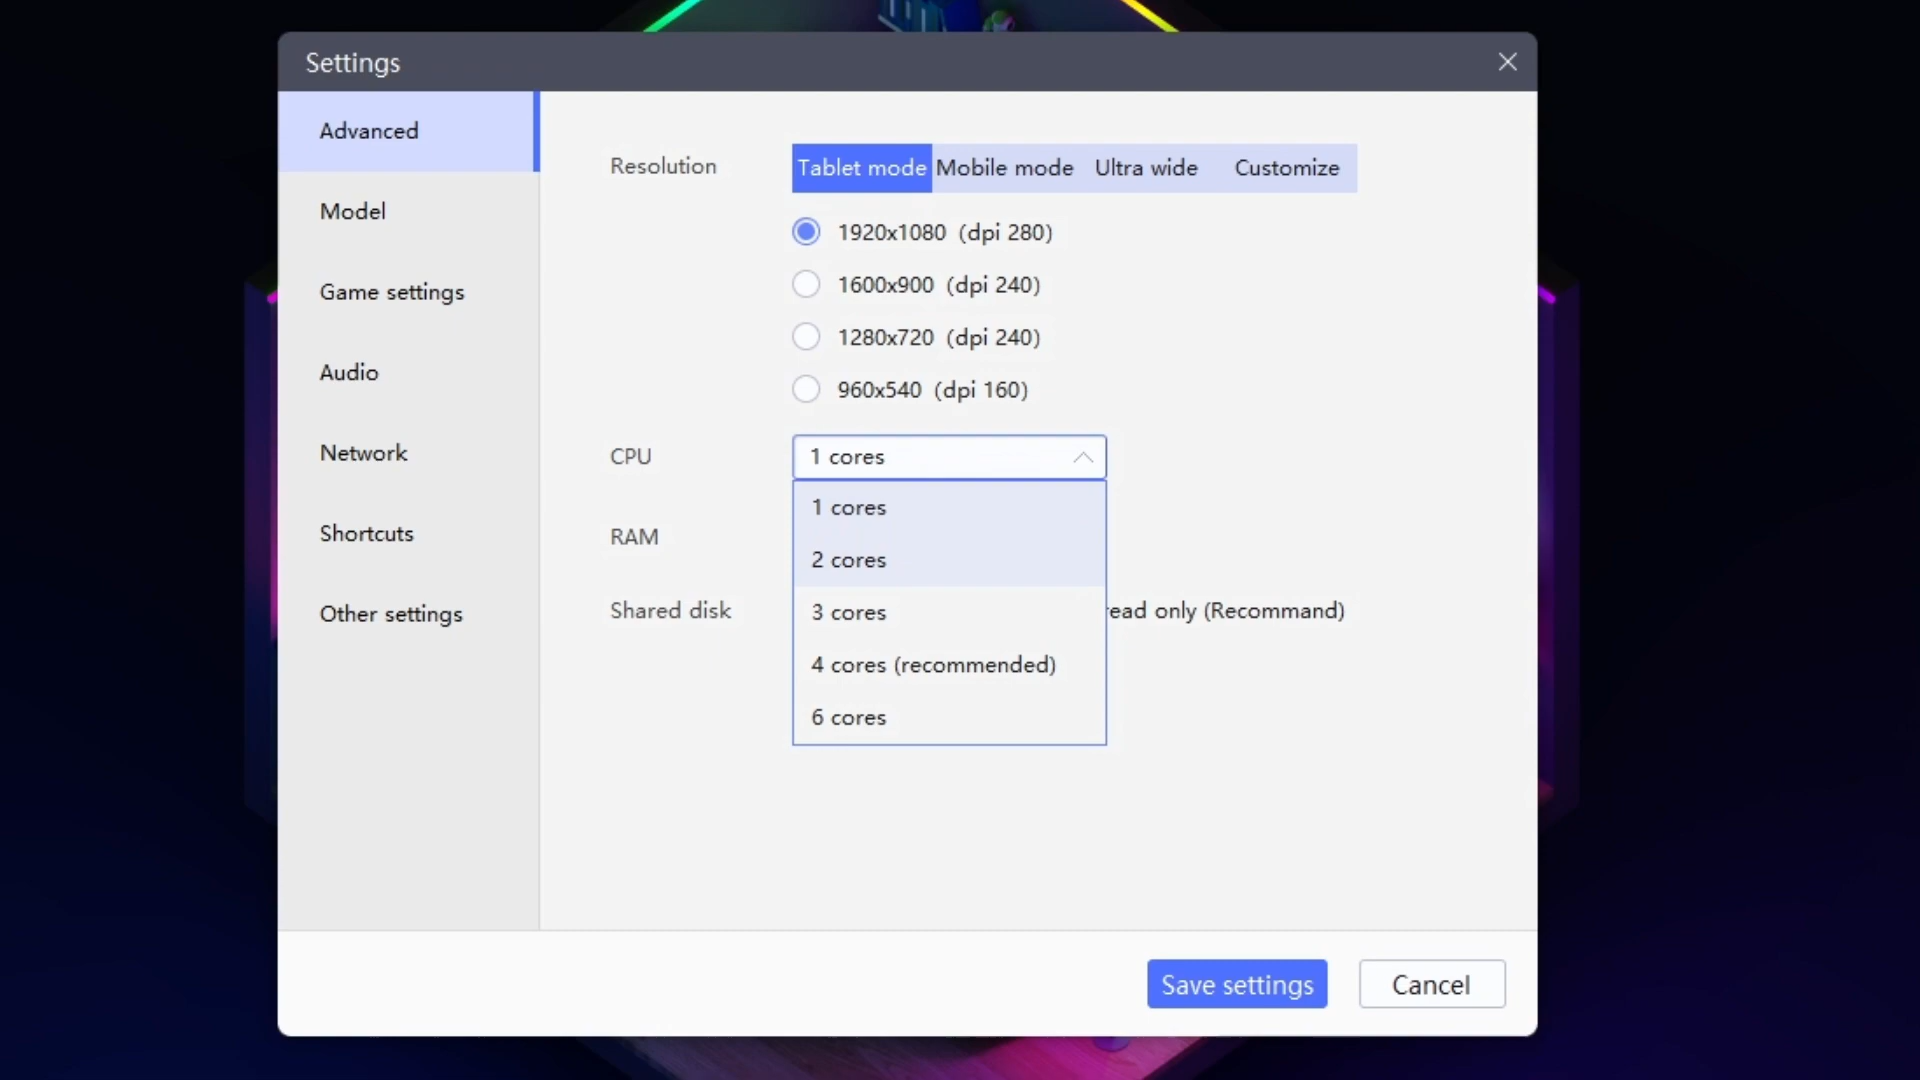 Settings
Advanced
Model
Game settings
Audio
Network
Shortcuts
Other settings
Resolution
Tablet mode Mobile mode Ultra wide Customize
1920x1080 (dpi 280)
1600x900 (dpi 240)
1280x720 (dpi 240)
960x540 (dpi 160)
CPU
1 cores
1 cores
2 cores
3 cores
4 cores (recommended)
6 cores
RAM
Shared disk
read only (Recommand)
Save settings
Cancel